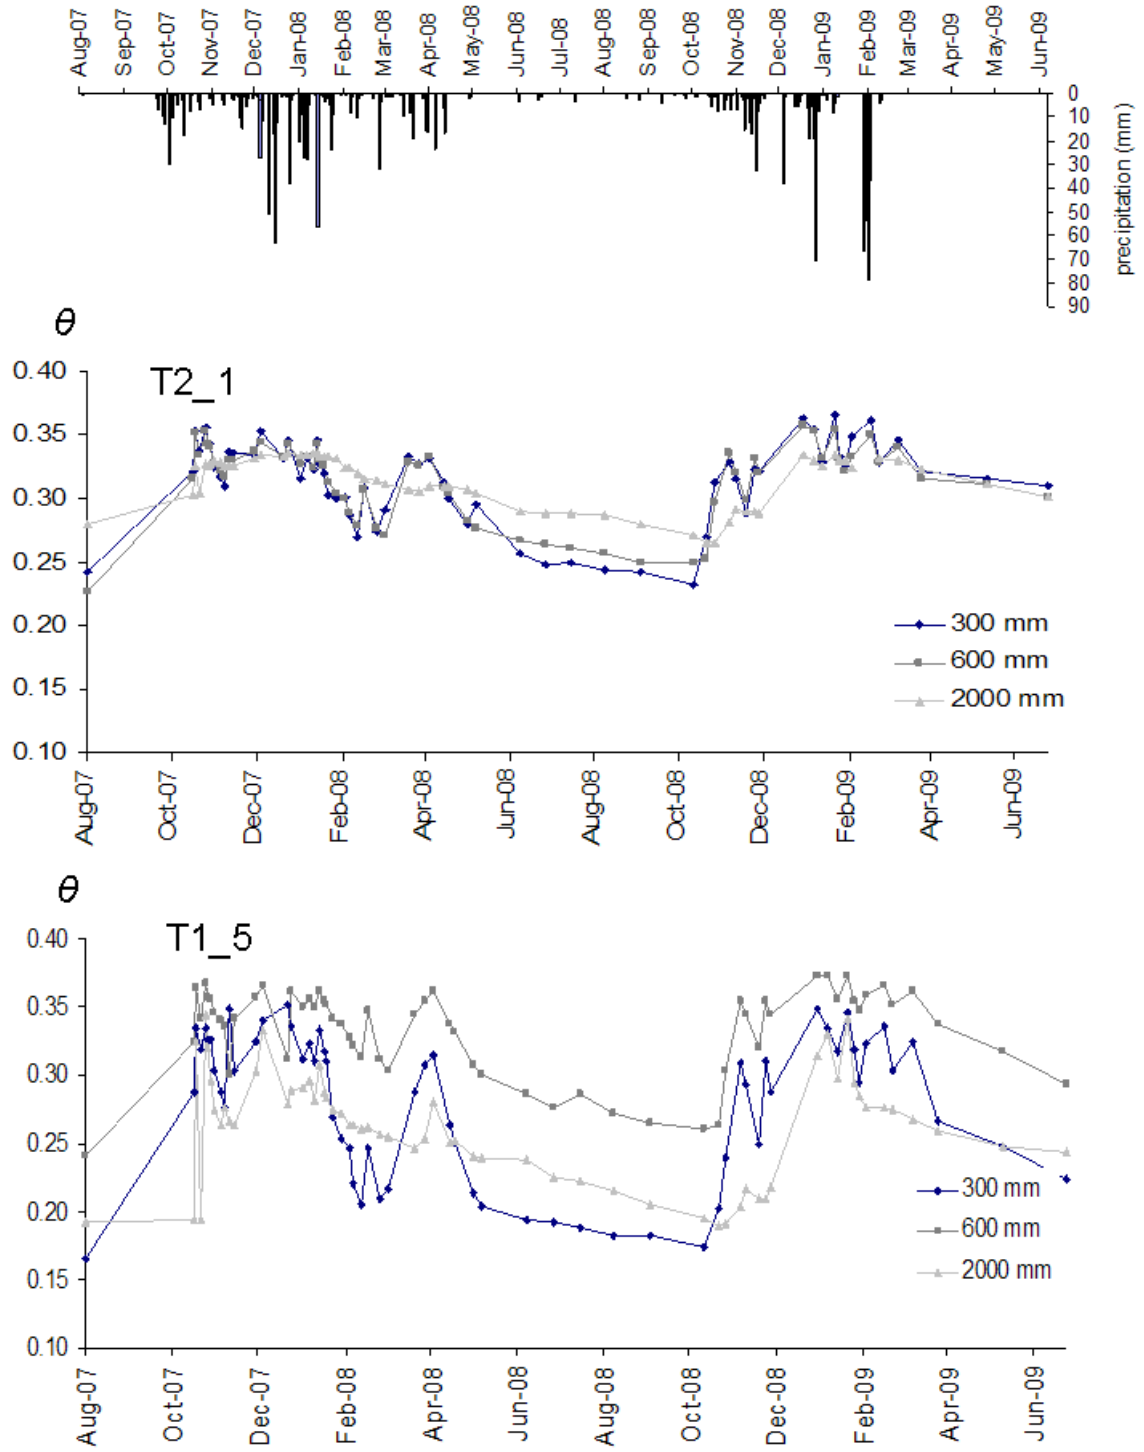 Aug-07 Sep-07 Oct-07 Nov-07 Dec-07 Jan-08 Feb-08 Mar-08 Apr-08 May-08 Jun-08 Jul-08 Aug-08 Sep-08 Oct-08 Nov-08 Dec-08 Jan-09 Feb-09 Mar-09 Apr-09 May-09 Jun-09
0
10
20
30
40
50
60
70
80
90
precipitation (mm)
θ
T2_1
0.40
0.35
0.30
0.25
0.20
0.15
0.10
300 mm
600 mm
2000 mm
Aug-07 Oct-07 Dec-07 Feb-08 Apr-08 Jun-08 Aug-08 Oct-08 Dec-08 Feb-09 Apr-09 Jun-09
θ
T1_5
0.40
0.35
0.30
0.25
0.20
0.15
0.10
300 mm
600 mm
2000 mm
Aug-07 Oct-07 Dec-07 Feb-08 Apr-08 Jun-08 Aug-08 Oct-08 Dec-08 Feb-09 Apr-09 Jun-09